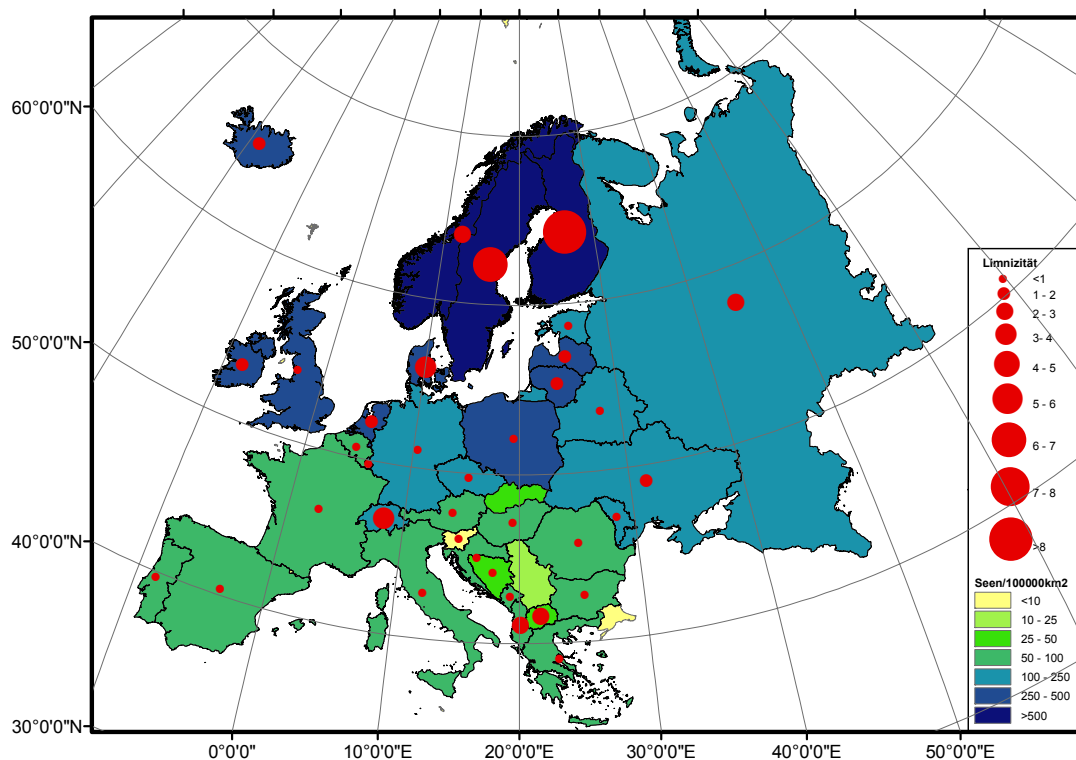 60°0'0"N
50°0'0"N
40°0'0"N
30°0'0"N
0°0'0"
10°0'0"E
20°0'0"E
30°0'0"E
40°0'0"E
50°0'0"E
Limnizität
<1
1 - 2
2 - 3
3- 4
4 - 5
5 - 6
6 - 7
7 - 8
>8
Seen/100000km2
<10
10 - 25
25 - 50
50 - 100
100 - 250
250 - 500
>500